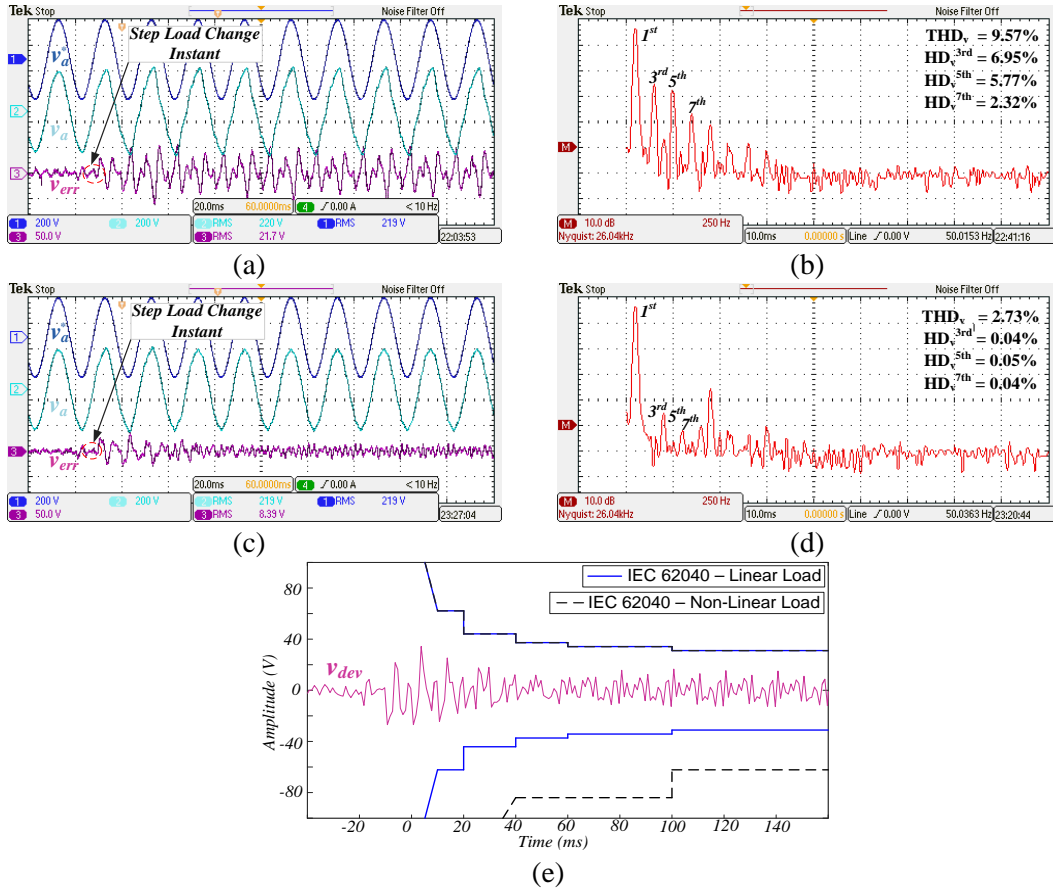 Tek Stop Noise Filter Off
Step Load Change
Instant
v*a
va
verr
1
2
3
20.0ms 60.0000ms 4 0.00 A < 10 Hz
1 200 V 2 200 V 2 RMS 220 V 1 RMS 219 V
3 50.0 V 3 RMS 21.7 V 22:03:53
(a)
Tek Stop Noise Filter Off
1st
3rd 5th
7th
THDv = 9.57%
HDv3rd = 6.95%
HDv5th = 5.77%
HDv7th = 2.32%
M
M 10.0 dB 250 Hz
Nyquist: 26.04kHz 10.0ms 0.00000 s Line 0.00 V 50.0153 Hz 22:41:16
(b)
Tek Stop Noise Filter Off
Step Load Change
Instant
v*a
va
verr
1
2
3
20.0ms 60.0000ms 4 0.00 A < 10 Hz
1 200 V 2 200 V 2 RMS 219 V 1 RMS 219 V
3 50.0 V 3 RMS 8.39 V 23:27:04
(c)
Tek Stop Noise Filter Off
1st
3rd 5th
7th
THDv = 2.73%
HDv3rd = 0.04%
HDv5th = 0.05%
HDv7th = 0.04%
M
M 10.0 dB 250 Hz
Nyquist: 26.04kHz 10.0ms 0.00000 s Line 0.00 V 50.0363 Hz 23:20:44
(d)
IEC 62040 – Linear Load
IEC 62040 – Non-Linear Load
vdev
Amplitude (V)
80
40
0
-40
-80
-20 0 20 40 60 80 100 120 140
Time (ms)
(e)